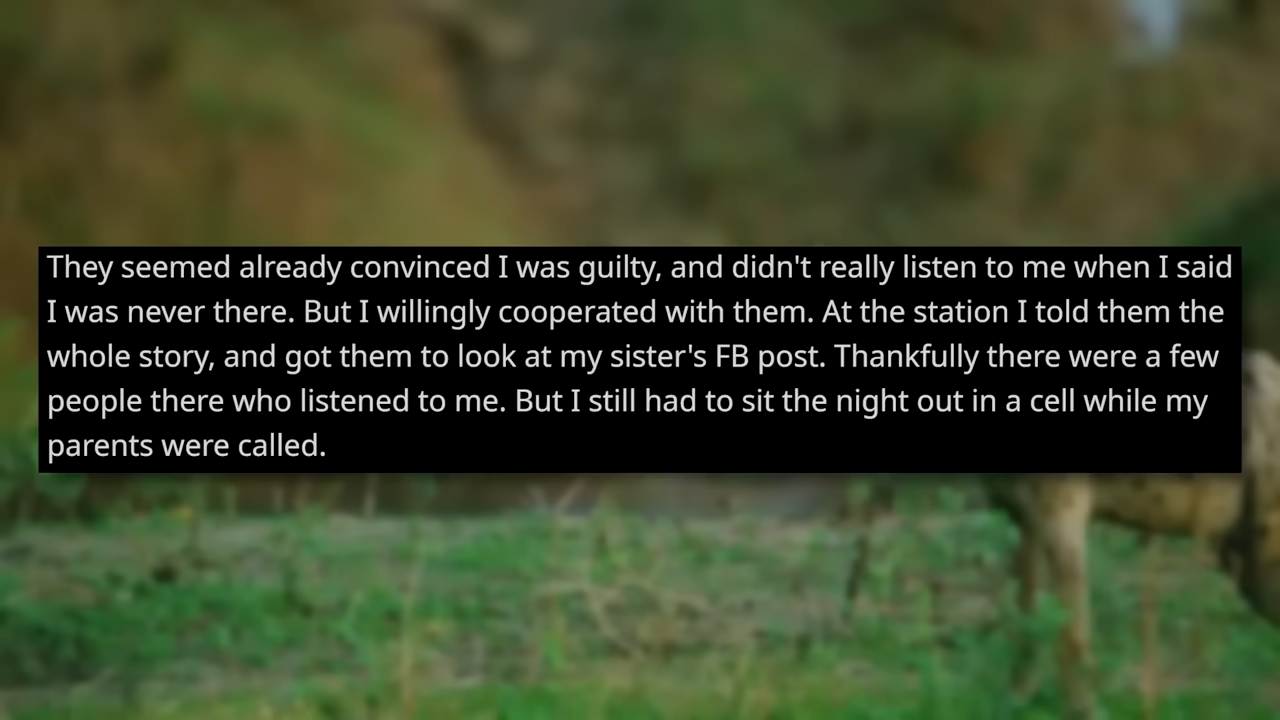 They seemed already convinced I was guilty, and didn't really listen to me when I said
I was never there. But I willingly cooperated with them. At the station I told them the
whole story, and got them to look at my sister's FB post. Thankfully there were a few
people there who listened to me. But I still had to sit the night out in a cell while my
parents were called.